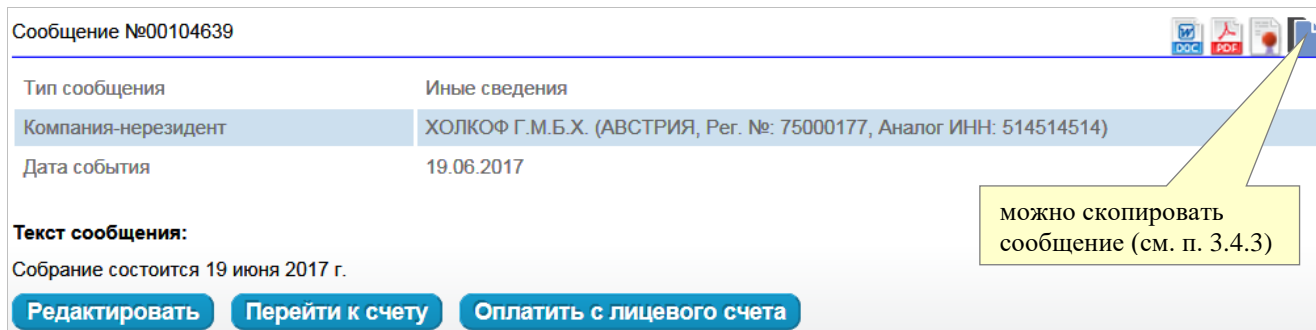 Сообщение №00104639
DOC PDF
Тип сообщения Иные сведения
Компания-нерезидент ХОЛКОФ Г.М.Б.Х. (АВСТРИЯ, Рег. №: 75000177, Аналог ИНН: 514514514)
Дата события 19.06.2017
можно скопировать
сообщение (см. п. 3.4.3)
Текст сообщения:
Собрание состоится 19 июня 2017 г.
Редактировать Перейти к счету Оплатить с лицевого счета